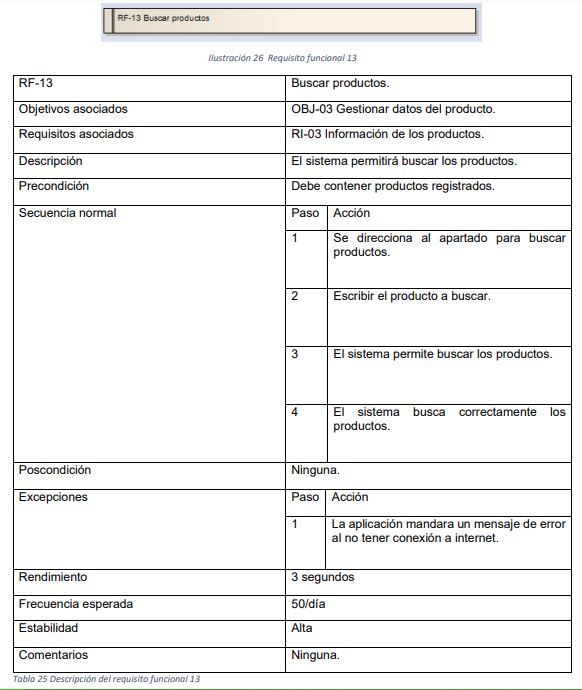 RF-13 Buscar productos
Ilustración 26 Requisito funcional 13
RF-13
Buscar productos.
Objetivos asociados
OBJ-03 Gestionar datos del producto.
Requisitos asociados
RI-03 Información de los productos.
Descripción
El sistema permitirá buscar los productos.
Precondición
Debe contener productos registrados.
Secuencia normal
Paso Acción
1 Se direcciona al apartado para buscar
productos.
2 Escribir el producto a buscar.
3 El sistema permite buscar los productos.
4 El sistema busca correctamente los
productos.
Poscondición
Ninguna.
Excepciones
Paso Acción
1 La aplicación mandara un mensaje de error
al no tener conexión a internet.
Rendimiento
3 segundos
Frecuencia esperada
50/día
Estabilidad
Alta
Comentarios
Ninguna.
Tabla 25 Descripción del requisito funcional 13